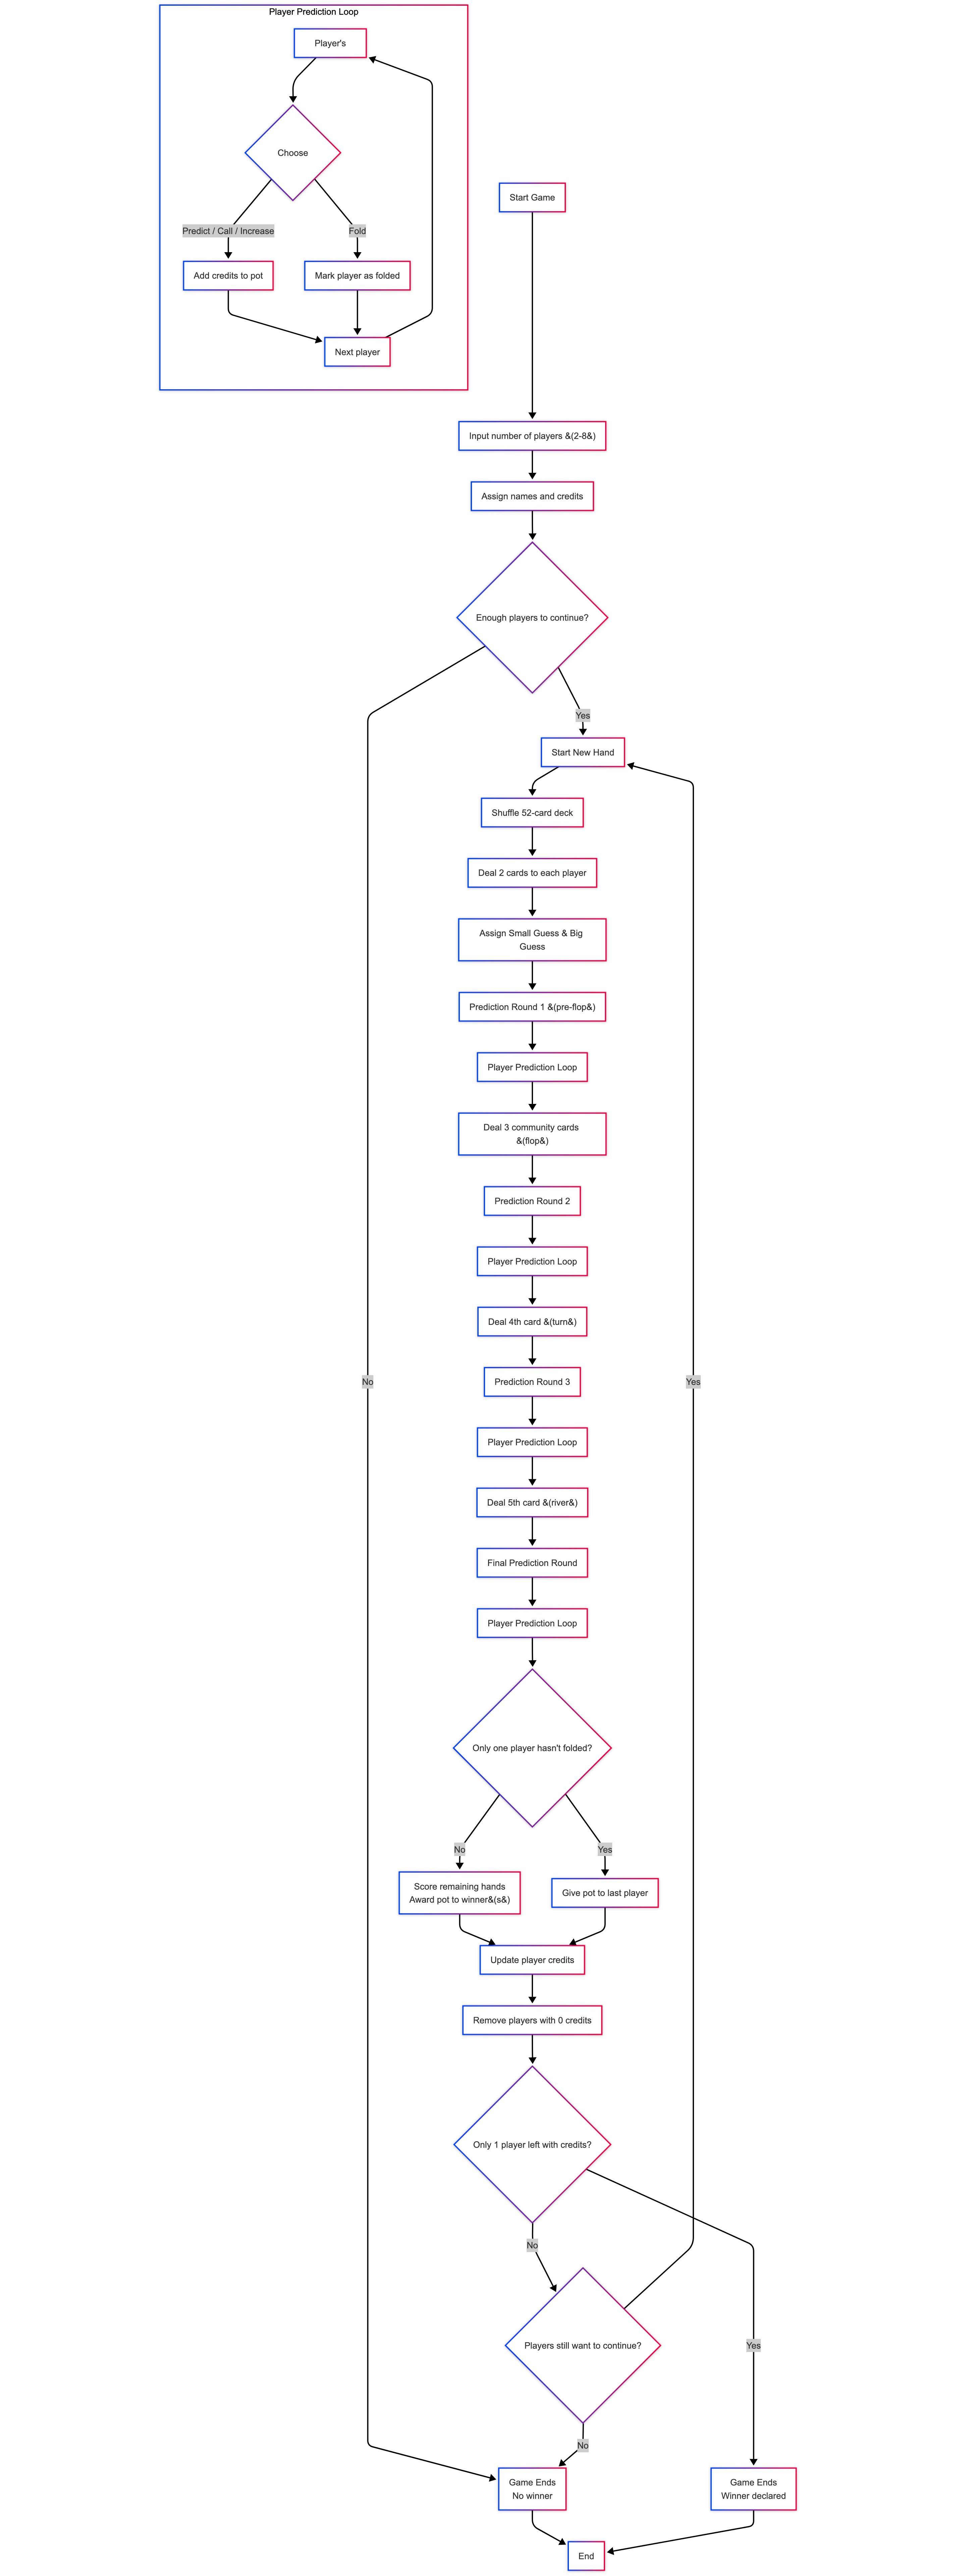 Player Prediction Loop
Player's
Choose
Predict / Call / Increase
Fold
Add credits to pot
Mark player as folded
Next player
Start Game
Input number of players &(2-8&)
Assign names and credits
Enough players to continue?
Yes
Start New Hand
Shuffle 52-card deck
Deal 2 cards to each player
Assign Small Guess & Big
Guess
Prediction Round 1 &(pre-flop&)
Player Prediction Loop
Deal 3 community cards
&(flop&)
Prediction Round 2
Player Prediction Loop
Deal 4th card &(turn&)
No
Prediction Round 3
Yes
Player Prediction Loop
Deal 5th card &(river&)
Final Prediction Round
Player Prediction Loop
Only one player hasn't folded?
No
Yes
Score remaining hands
Award pot to winner&(s&)
Give pot to last player
Update player credits
Remove players with 0 credits
Only 1 player left with credits?
No
Players still want to continue?
Yes
No
Game Ends
No winner
Game Ends
Winner declared
End